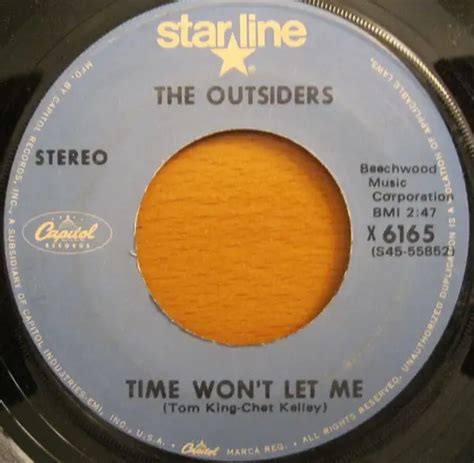 starline
®
THE OUTSIDERS
STEREO
Beechwood
Music
Corporation
BMI 2:47
X 6165
(S45-55852)
Capitol
RECORDS
TIME WON'T LET ME
(Tom King-Chet Kelley)
MFG. BY CAPITOL RECORDS, INC., A SUBSIDIARY OF CAPITOL INDUSTRIES-EMI, INC., U.S.A. • Capitol MARCA REG. • ALL RIGHTS RESERVED. UNAUTHORIZED DUPLICATION IS A VIOLATION OF APPLICABLE LAWS.